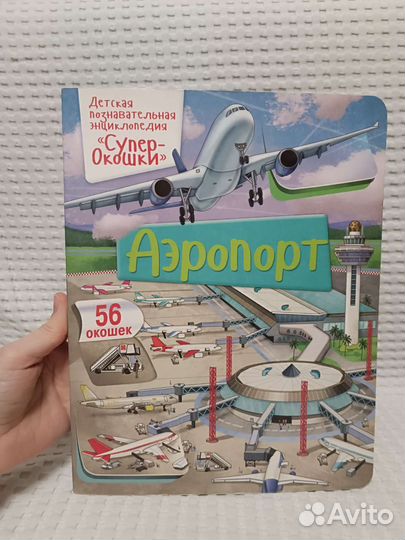 Детская
познавательная
энциклопедия
«Супер-
Окошки»
Аэропорт
56
окошек
Avito